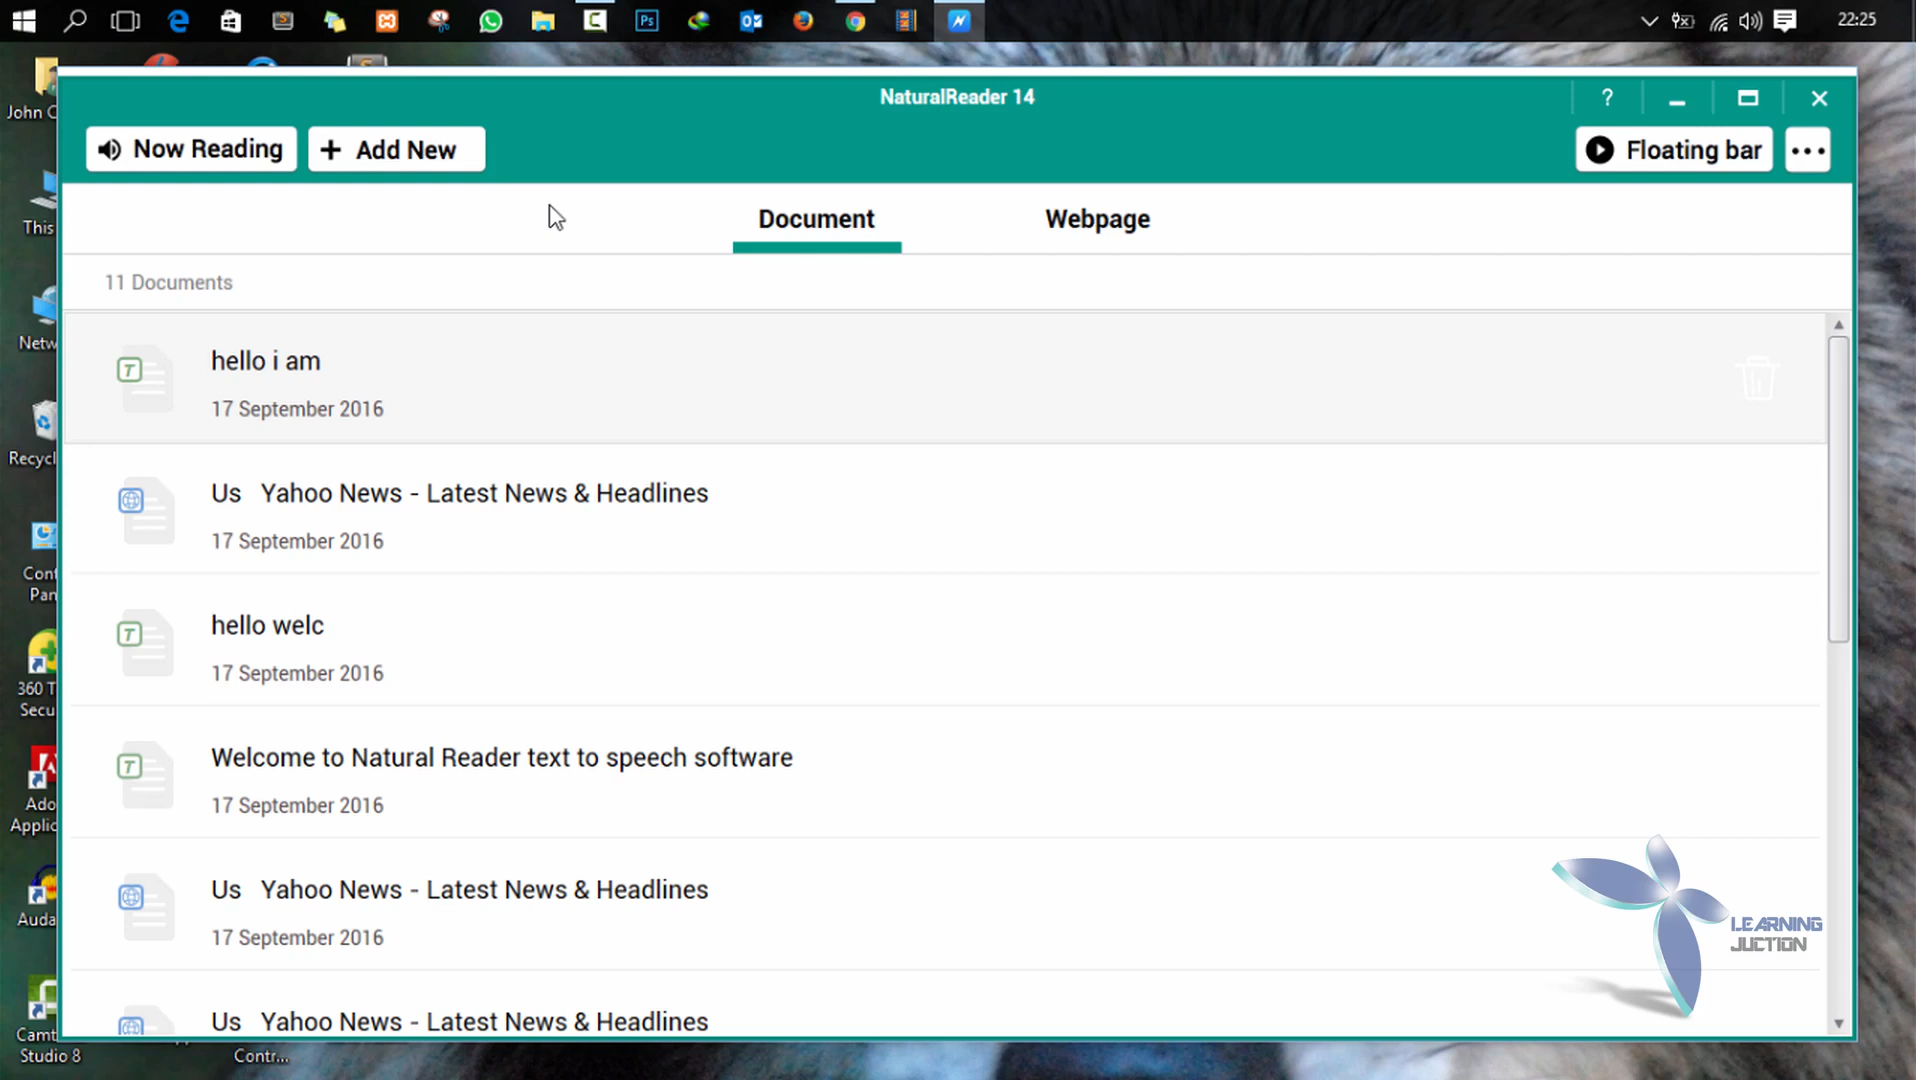 22:25
NaturalReader 14
?
Now Reading
+ Add New
Floating bar
Document Webpage
11 Documents
hello i am
17 September 2016
Us Yahoo News - Latest News & Headlines
17 September 2016
hello welc
17 September 2016
Welcome to Natural Reader text to speech software
17 September 2016
Us Yahoo News - Latest News & Headlines
17 September 2016
Us Yahoo News - Latest News & Headlines
LEARNING
JUCTION
John C
This
Netw
Recycl
Cont
Pan
360 T
Secu
Ado
Applic
Auda
Camt
Studio 8
Contr...
Ps